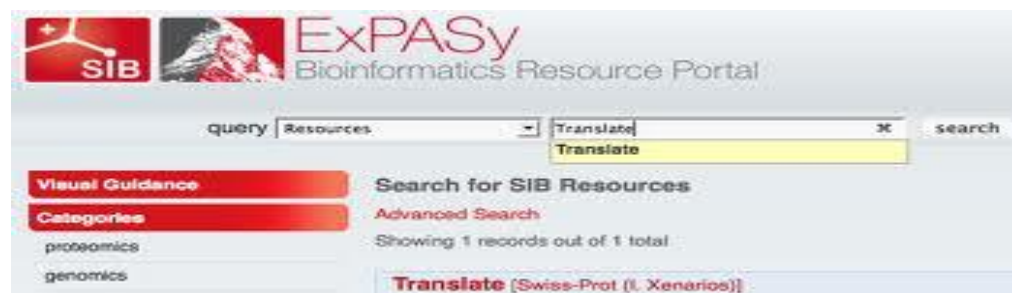 SIB
ExPASy
Bioinformatics Resource Portal
query Resources Translate search
Translate
Visual Guidance
Search for SIB Resources
Categories
Advanced Search
proteomics
Showing 1 records out of 1 total
genomics
Translate [Swiss-Prot (I. Xenarios)]